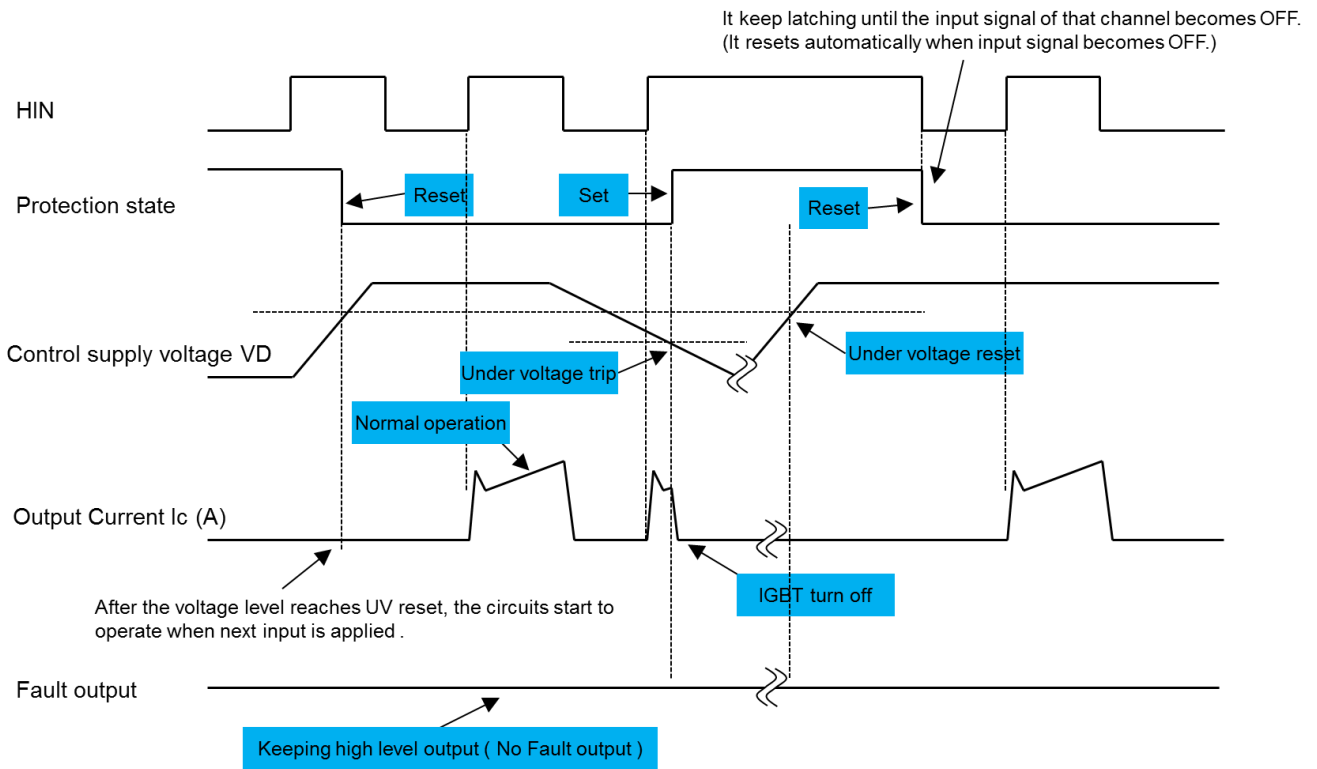 It keep latching until the input signal of that channel becomes OFF.
(It resets automatically when input signal becomes OFF.)
HIN
Protection state
Reset
Set
Reset
Control supply voltage VD
Under voltage trip
Under voltage reset
Normal operation
Output Current Ic (A)
IGBT turn off
After the voltage level reaches UV reset, the circuits start to
operate when next input is applied .
Fault output
Keeping high level output ( No Fault output )